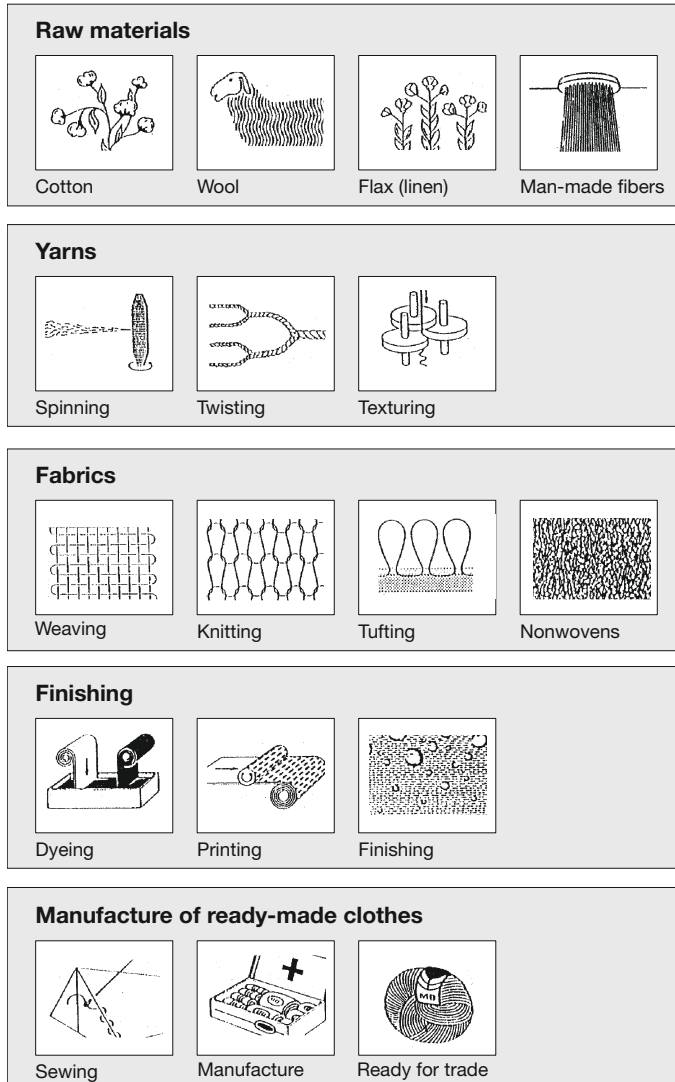 Raw materials
Cotton
Wool
Flax (linen)
Man-made fibers
Yarns
Spinning
Twisting
Texturing
Fabrics
Weaving
Knitting
Tufting
Nonwovens
Finishing
Dyeing
Printing
Finishing
Manufacture of ready-made clothes
MB
Sewing
Manufacture
Ready for trade